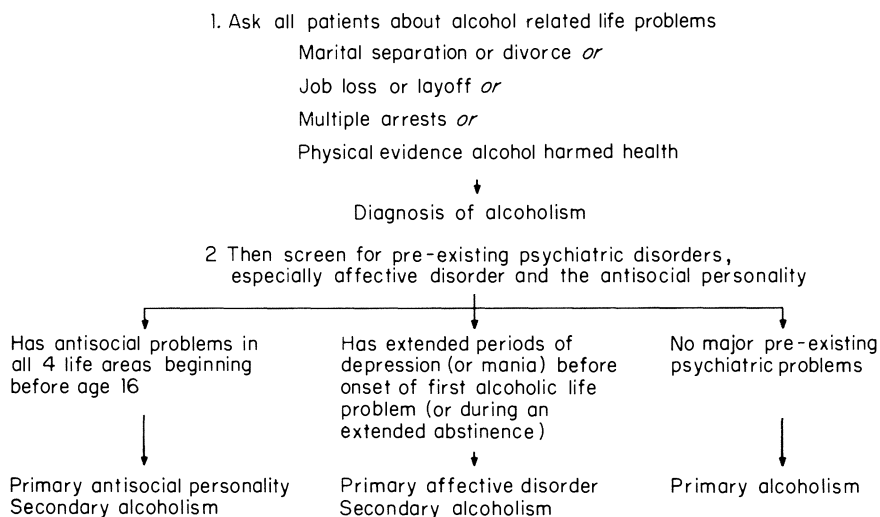 1. Ask all patients about alcohol related life problems
Marital separation or divorce or
Job loss or layoff or
Multiple arrests or
Physical evidence alcohol harmed health
Diagnosis of alcoholism
2 Then screen for pre-existing psychiatric disorders,
especially affective disorder and the antisocial personality
Has antisocial problems in
all 4 life areas beginning
before age 16
Has extended periods of
depression (or mania) before
onset of first alcoholic life
problem (or during an
extended abstinence)
No major pre-existing
psychiatric problems
Primary antisocial personality
Secondary alcoholism
Primary affective disorder
Secondary alcoholism
Primary alcoholism